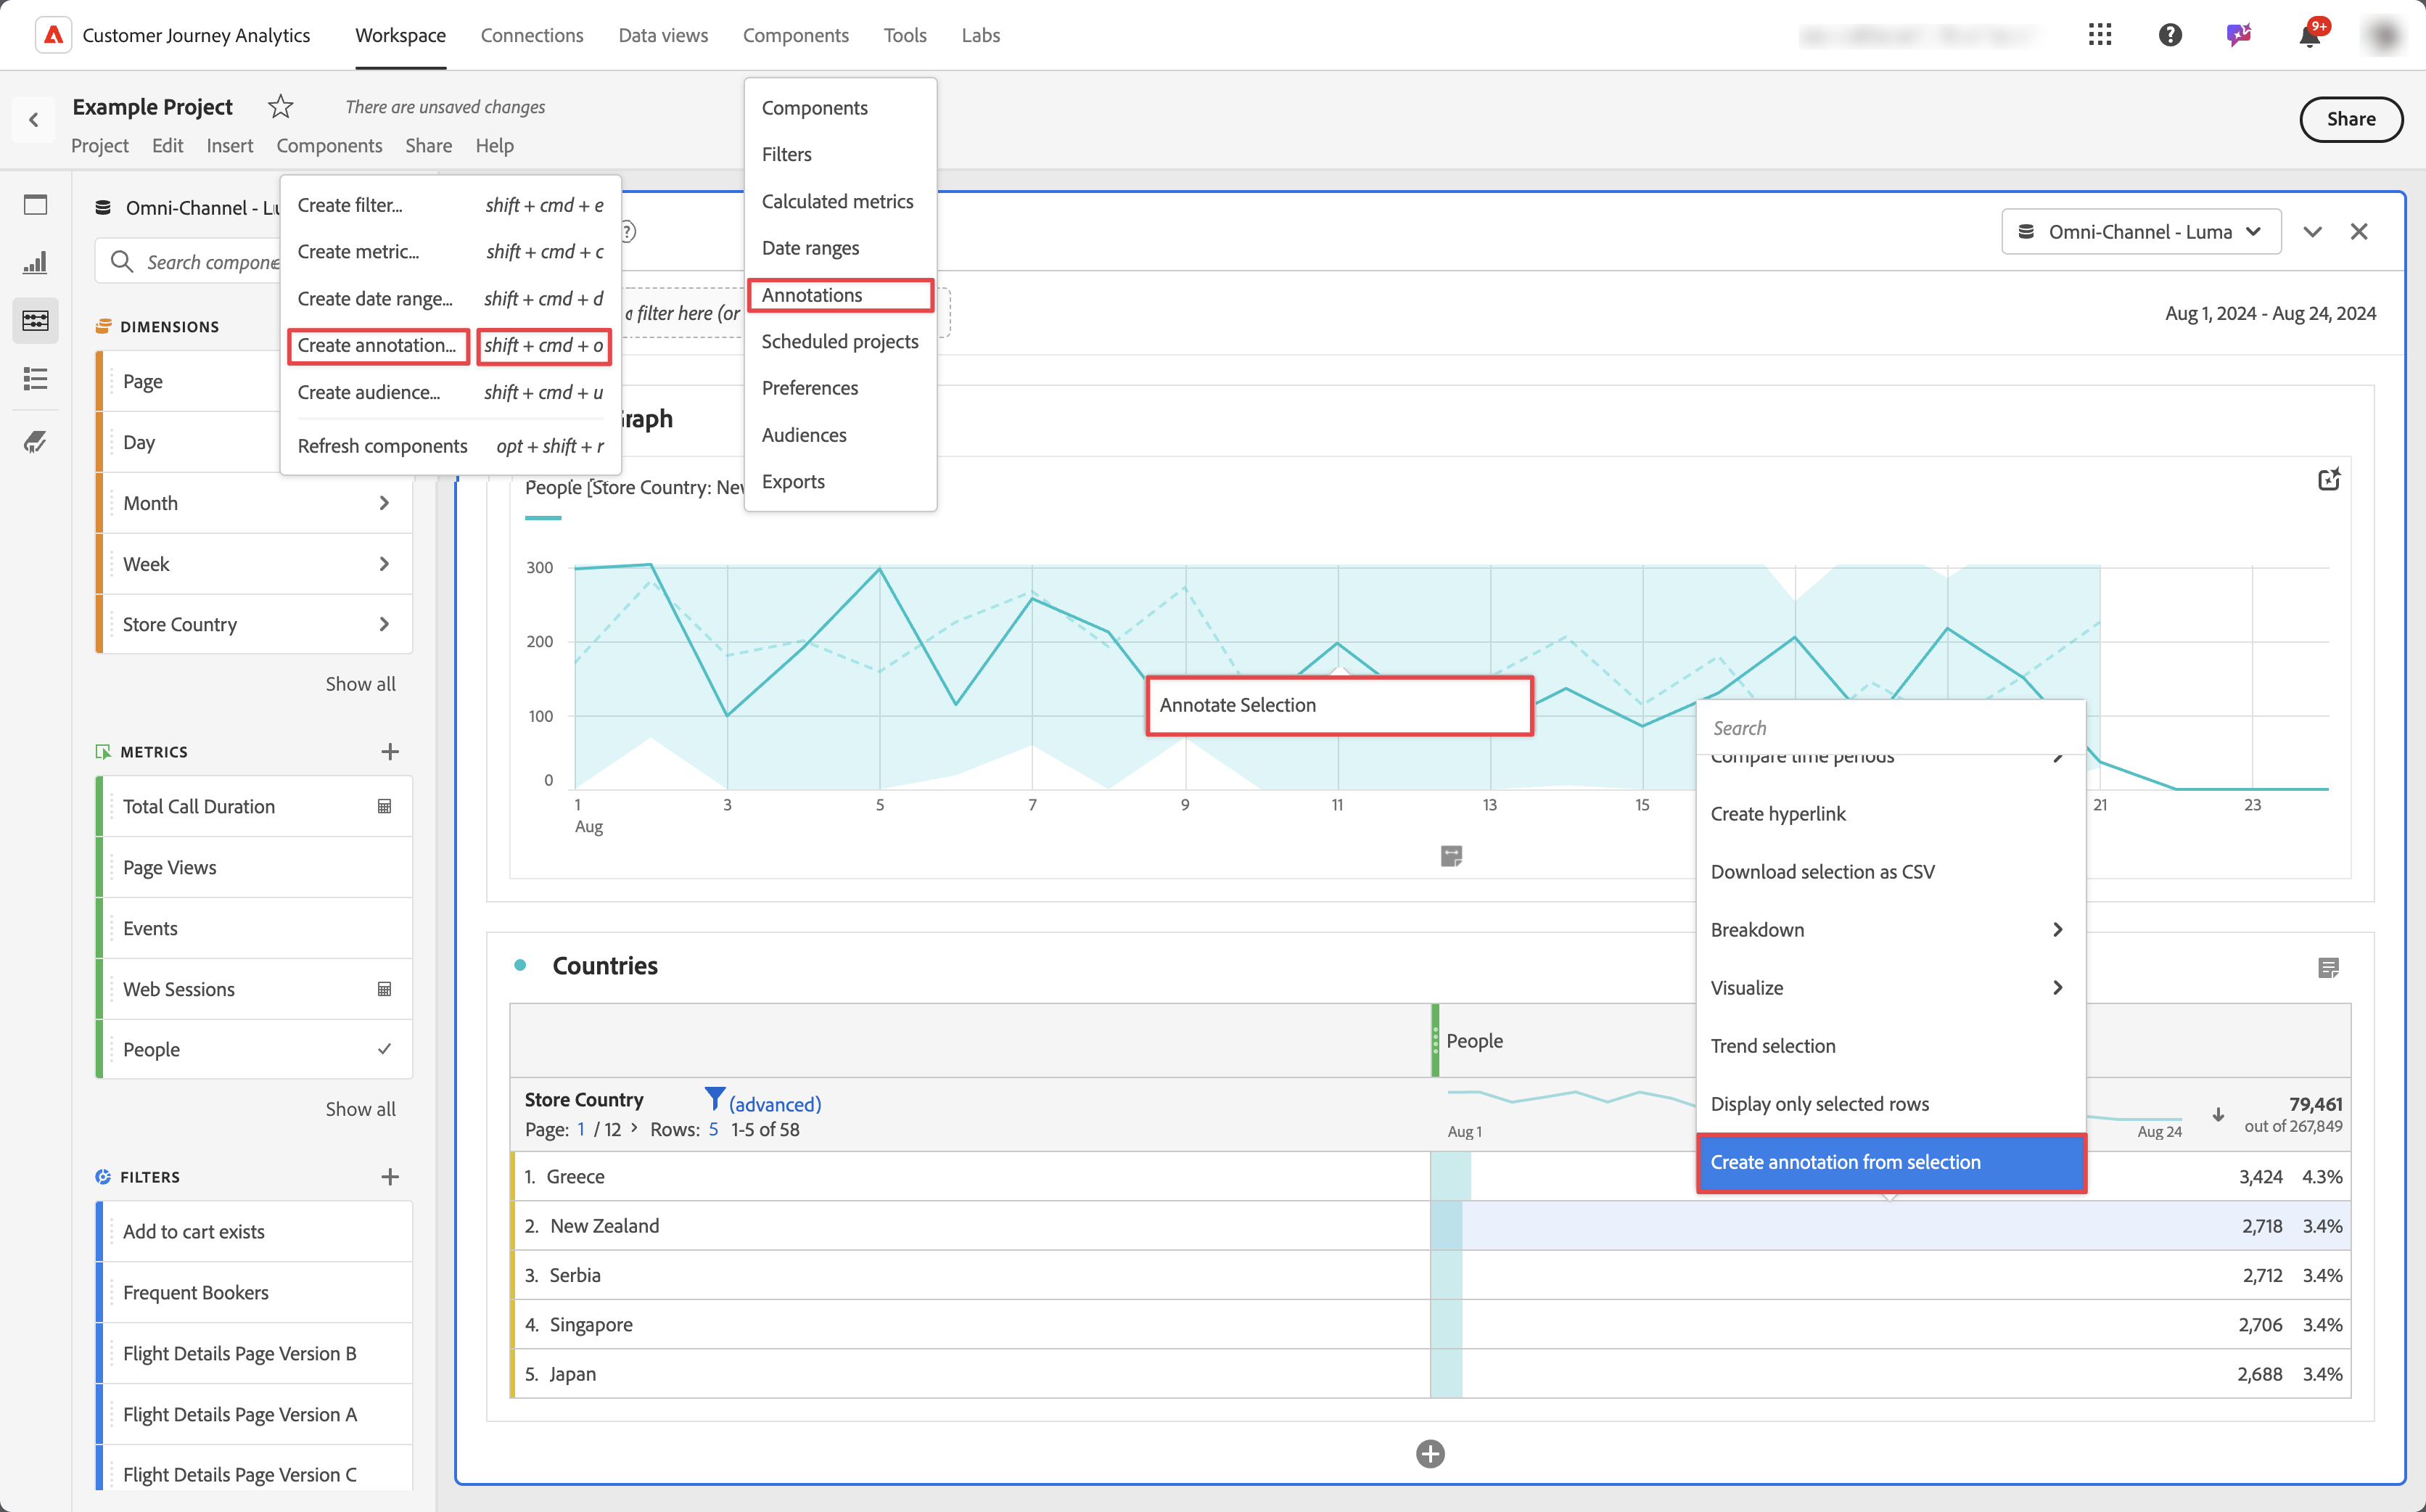 Customer Journey Analytics Workspace Connections Data views Components Tools Labs 9+
Example Project There are unsaved changes Share
Project Edit Insert Components Share Help
Create filter... shift + cmd + e
Create metric... shift + cmd + c
Create date range... shift + cmd + d
Create annotation... shift + cmd + o
Create audience... shift + cmd + u
Refresh components opt + shift + r
Components
Filters
Calculated metrics
Date ranges
Annotations
Scheduled projects
Preferences
Audiences
Exports
Omni-Channel - Lu
Search compone
DIMENSIONS
Page
Day
Month
Week
Store Country
Show all
METRICS
Total Call Duration
Page Views
Events
Web Sessions
People
Show all
FILTERS
Add to cart exists
Frequent Bookers
Flight Details Page Version B
Flight Details Page Version A
Flight Details Page Version C
? Omni-Channel - Luma
filter here (or
Aug 1, 2024 - Aug 24, 2024
raph
People [Store Country: New
300
200
100
0
1 3 5 7 9 11 13 15 21 23
Aug
Annotate Selection
Search
Compare time periods
Create hyperlink
Download selection as CSV
Breakdown
Visualize
Trend selection
Display only selected rows
Create annotation from selection
Countries
People
Store Country (advanced)
Page: 1 / 12 > Rows: 5 1-5 of 58
Aug 1 Aug 24
79,461
out of 267,849
1. Greece 3,424 4.3%
2. New Zealand 2,718 3.4%
3. Serbia 2,712 3.4%
4. Singapore 2,706 3.4%
5. Japan 2,688 3.4%